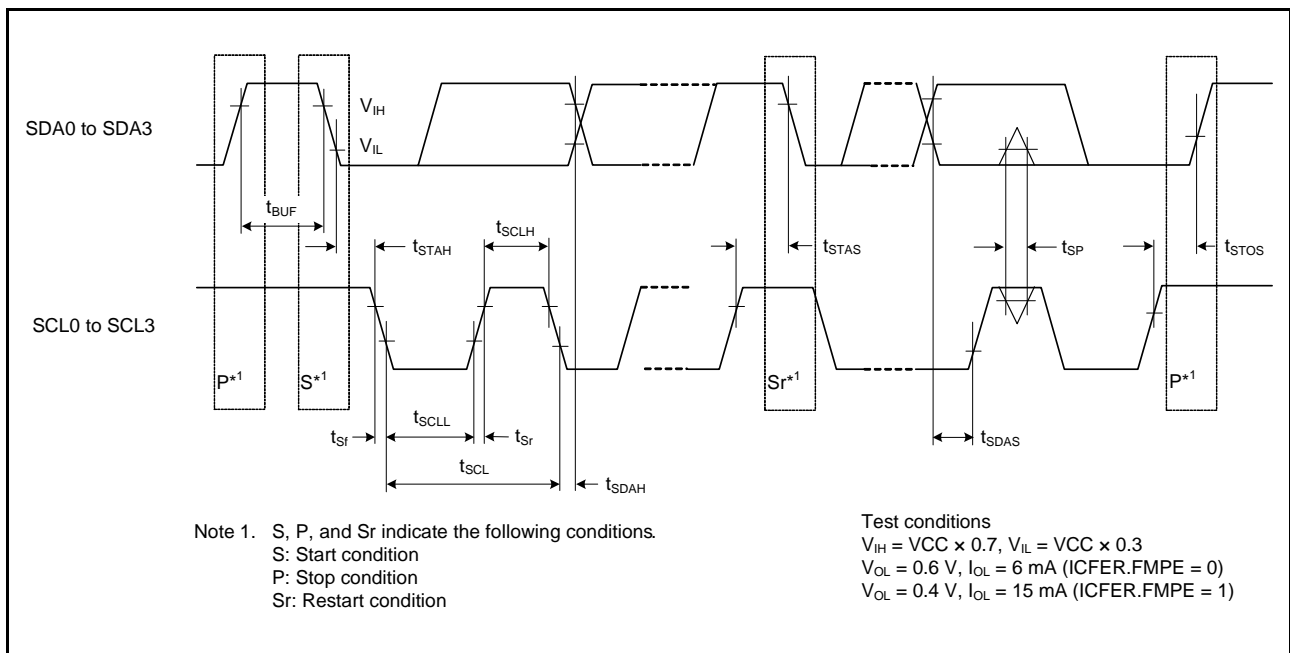 SDA0 to SDA3
VIH
VIL
tBUF
tSTAH
tSCLH
tSTAS
tSP
tSTOS
SCL0 to SCL3
P*1
S*1
Sr*1
P*1
tSf
tSCLL
tSr
tSDAS
tSCL
tSDAH
Note 1. S, P, and Sr indicate the following conditions.
S: Start condition
P: Stop condition
Sr: Restart condition
Test conditions
VIH = VCC × 0.7, VIL = VCC × 0.3
VOL = 0.6 V, IOL = 6 mA (ICFER.FMPE = 0)
VOL = 0.4 V, IOL = 15 mA (ICFER.FMPE = 1)